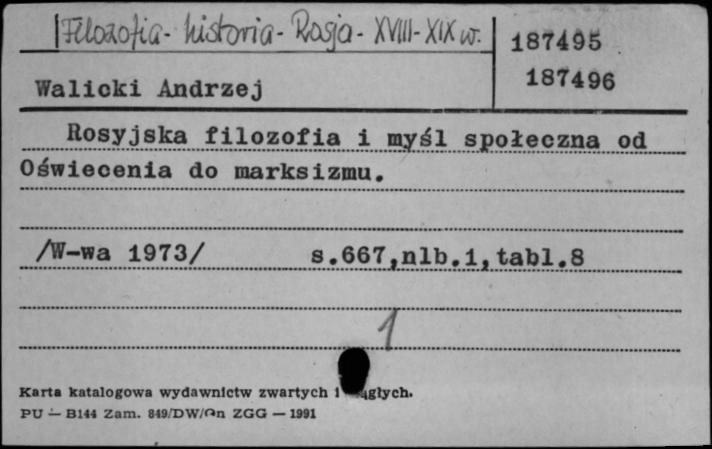 Filozofia - historia - Rosja - XVIII - XIX w.
187495
187496
Walicki Andrzej
Rosyjska filozofia i myśl społeczna od
Oświecenia do marksizmu.
/W-wa 1973/ s.667,nlb.1,tabl.8
1
Karta katalogowa wydawnictw zwartych i
PU — B144 Zam. 849/DW/On ZGG — 1991